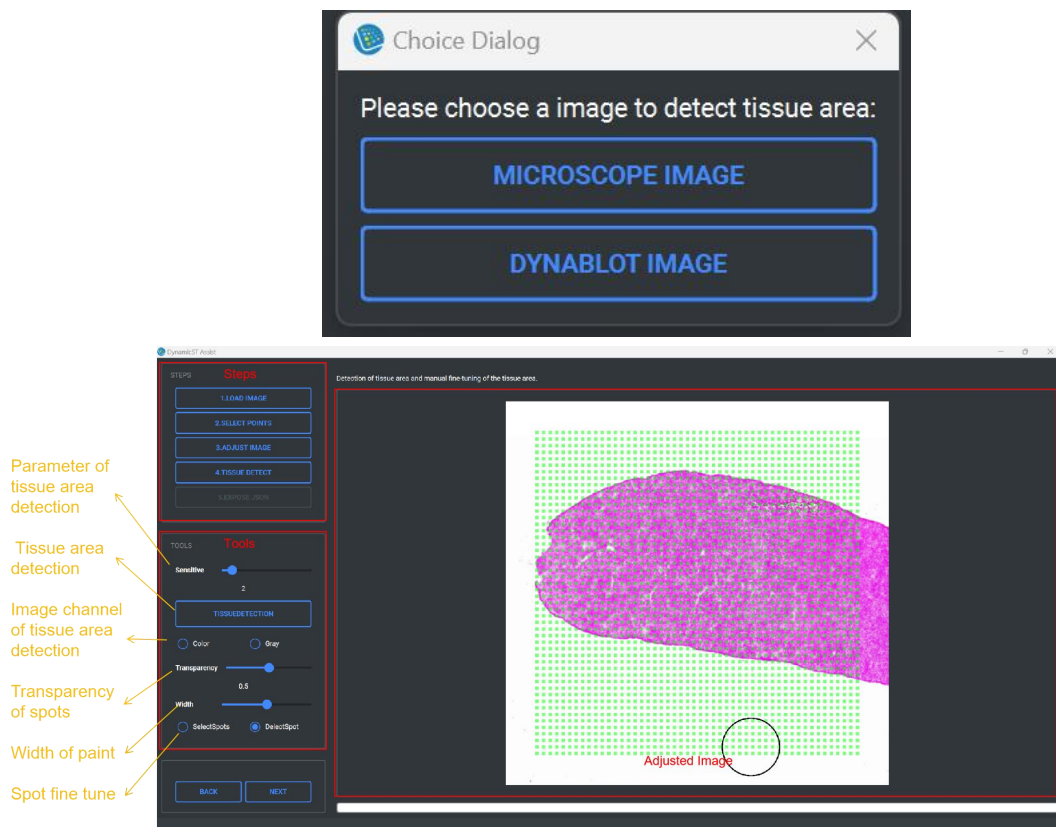 Choice Dialog
Please choose a image to detect tissue area:
MICROSCOPE IMAGE
DYNABLOT IMAGE
DynamicST Assist
STEPS
Steps
1.LOAD IMAGE
2.SELECT POINTS
3.ADJUST IMAGE
4.TISSUE DETECT
5.EXPOSE JSON
Detection of tissue area and manual fine-tuning of the tissue area.
TOOLS
Tools
Sensitive
2
TISSUEDETECTION
Color
Gray
Transparency
0.5
Width
SelectSpots
DelectSpot
BACK
NEXT
Parameter of
tissue area
detection
Tissue area
detection
Image channel
of tissue area
detection
Transparency
of spots
Width of paint
Spot fine tune
Adjusted Image